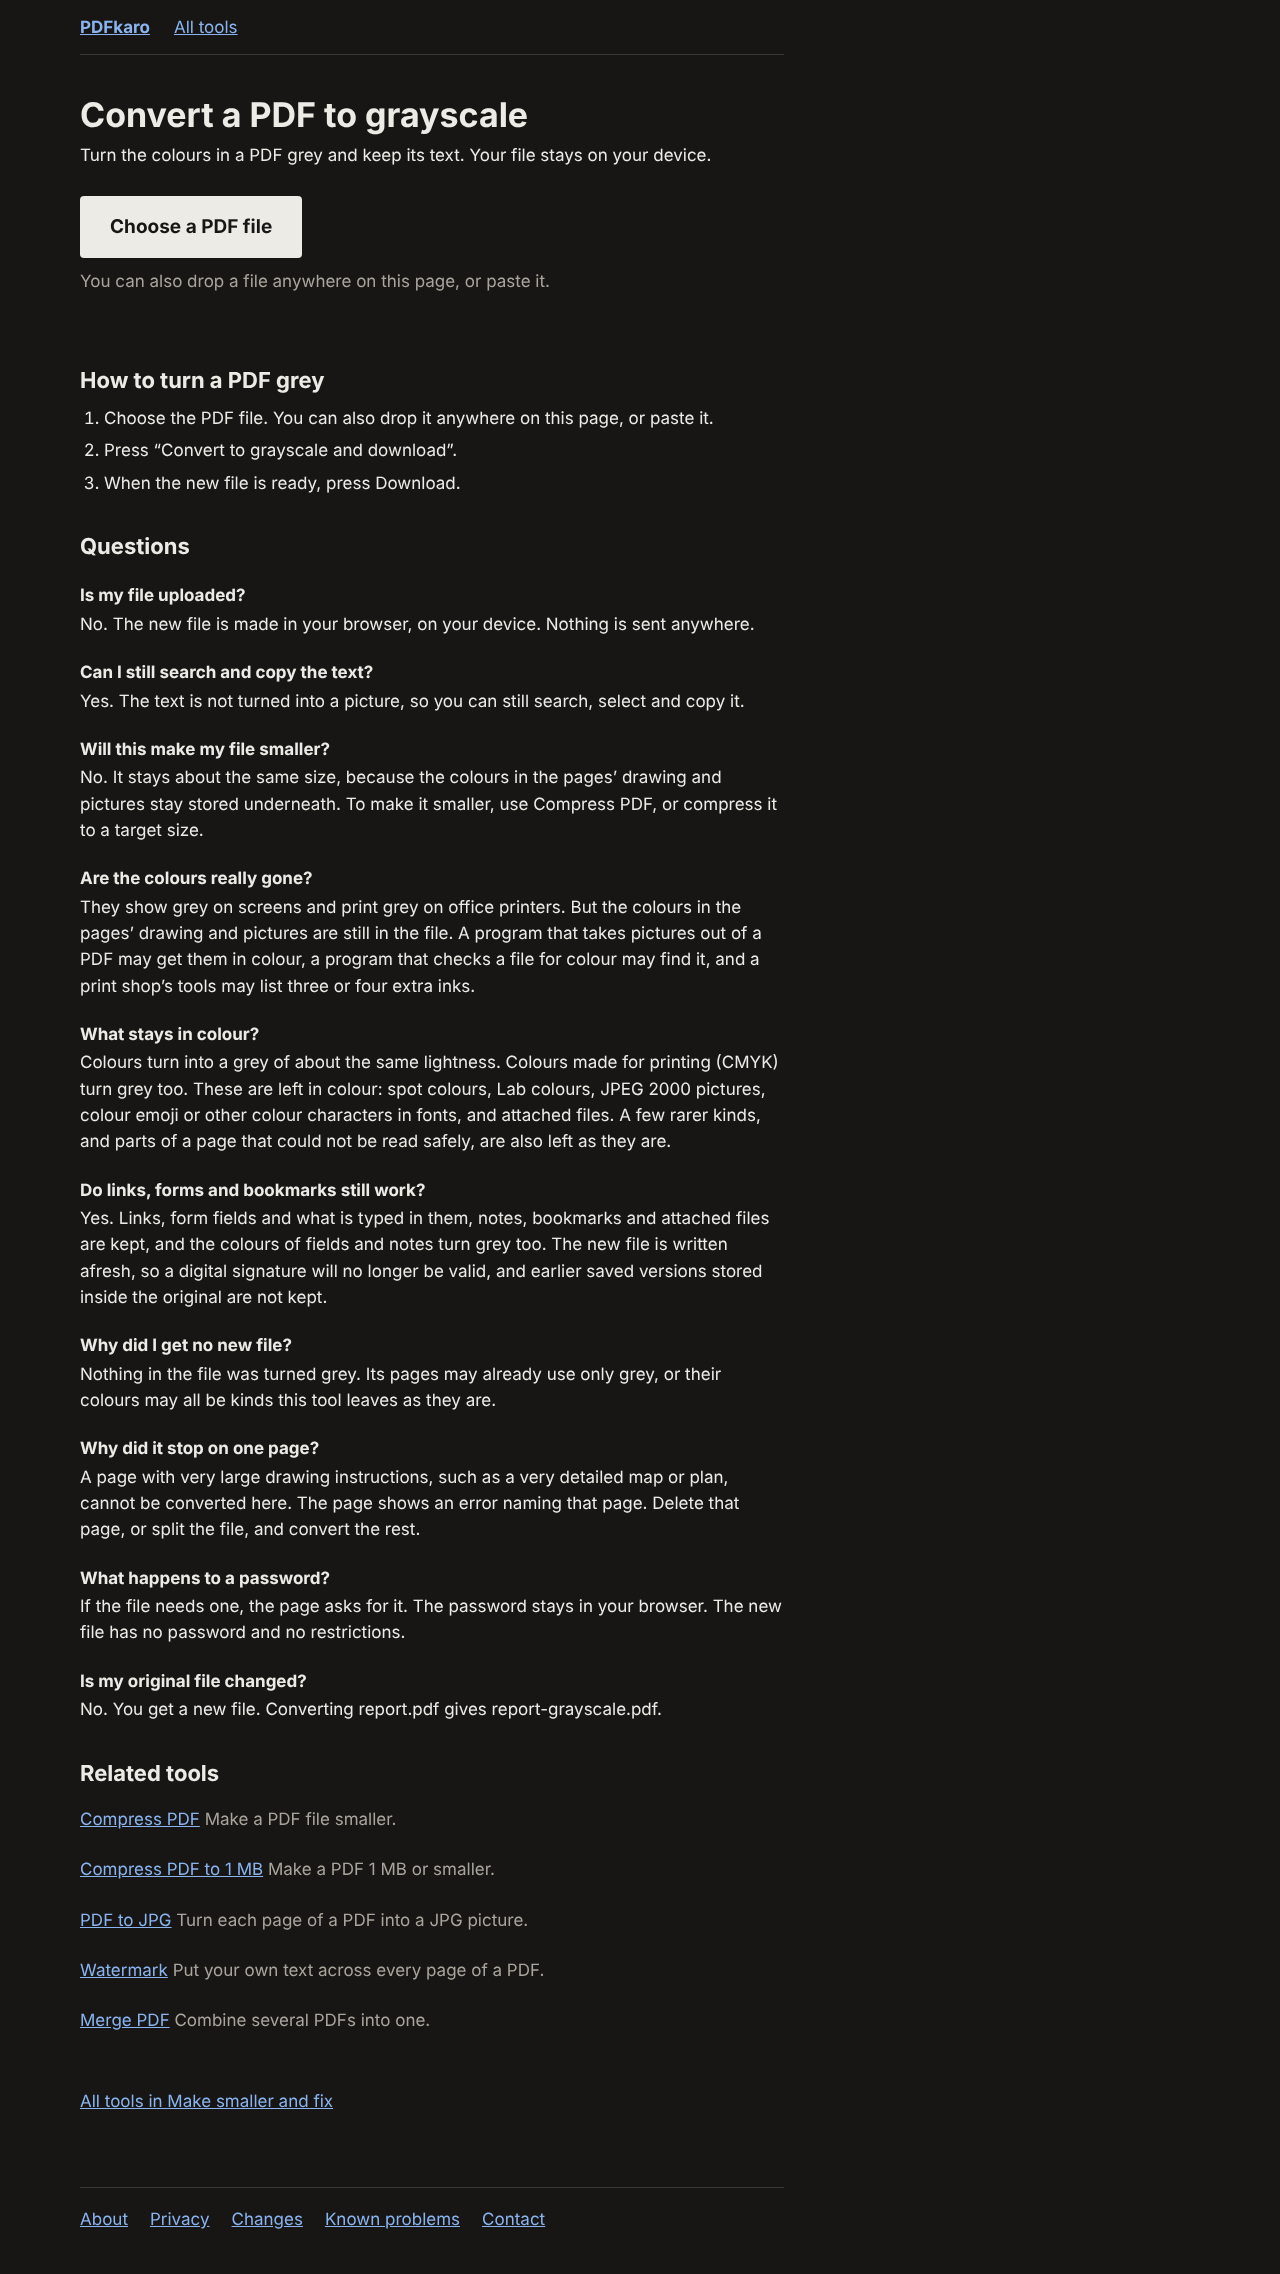 PDFkaro All tools
Convert a PDF to grayscale
Turn the colours in a PDF grey and keep its text. Your file stays on your device.
Choose a PDF file
You can also drop a file anywhere on this page, or paste it.
How to turn a PDF grey
1. Choose the PDF file. You can also drop it anywhere on this page, or paste it.
2. Press “Convert to grayscale and download”.
3. When the new file is ready, press Download.
Questions
Is my file uploaded?
No. The new file is made in your browser, on your device. Nothing is sent anywhere.
Can I still search and copy the text?
Yes. The text is not turned into a picture, so you can still search, select and copy it.
Will this make my file smaller?
No. It stays about the same size, because the colours in the pages’ drawing and
pictures stay stored underneath. To make it smaller, use Compress PDF, or compress it
to a target size.
Are the colours really gone?
They show grey on screens and print grey on office printers. But the colours in the
pages’ drawing and pictures are still in the file. A program that takes pictures out of a
PDF may get them in colour, a program that checks a file for colour may find it, and a
print shop’s tools may list three or four extra inks.
What stays in colour?
Colours turn into a grey of about the same lightness. Colours made for printing (CMYK)
turn grey too. These are left in colour: spot colours, Lab colours, JPEG 2000 pictures,
colour emoji or other colour characters in fonts, and attached files. A few rarer kinds,
and parts of a page that could not be read safely, are also left as they are.
Do links, forms and bookmarks still work?
Yes. Links, form fields and what is typed in them, notes, bookmarks and attached files
are kept, and the colours of fields and notes turn grey too. The new file is written
afresh, so a digital signature will no longer be valid, and earlier saved versions stored
inside the original are not kept.
Why did I get no new file?
Nothing in the file was turned grey. Its pages may already use only grey, or their
colours may all be kinds this tool leaves as they are.
Why did it stop on one page?
A page with very large drawing instructions, such as a very detailed map or plan,
cannot be converted here. The page shows an error naming that page. Delete that
page, or split the file, and convert the rest.
What happens to a password?
If the file needs one, the page asks for it. The password stays in your browser. The new
file has no password and no restrictions.
Is my original file changed?
No. You get a new file. Converting report.pdf gives report-grayscale.pdf.
Related tools
Compress PDF Make a PDF file smaller.
Compress PDF to 1 MB Make a PDF 1 MB or smaller.
PDF to JPG Turn each page of a PDF into a JPG picture.
Watermark Put your own text across every page of a PDF.
Merge PDF Combine several PDFs into one.
All tools in Make smaller and fix
About Privacy Changes Known problems Contact